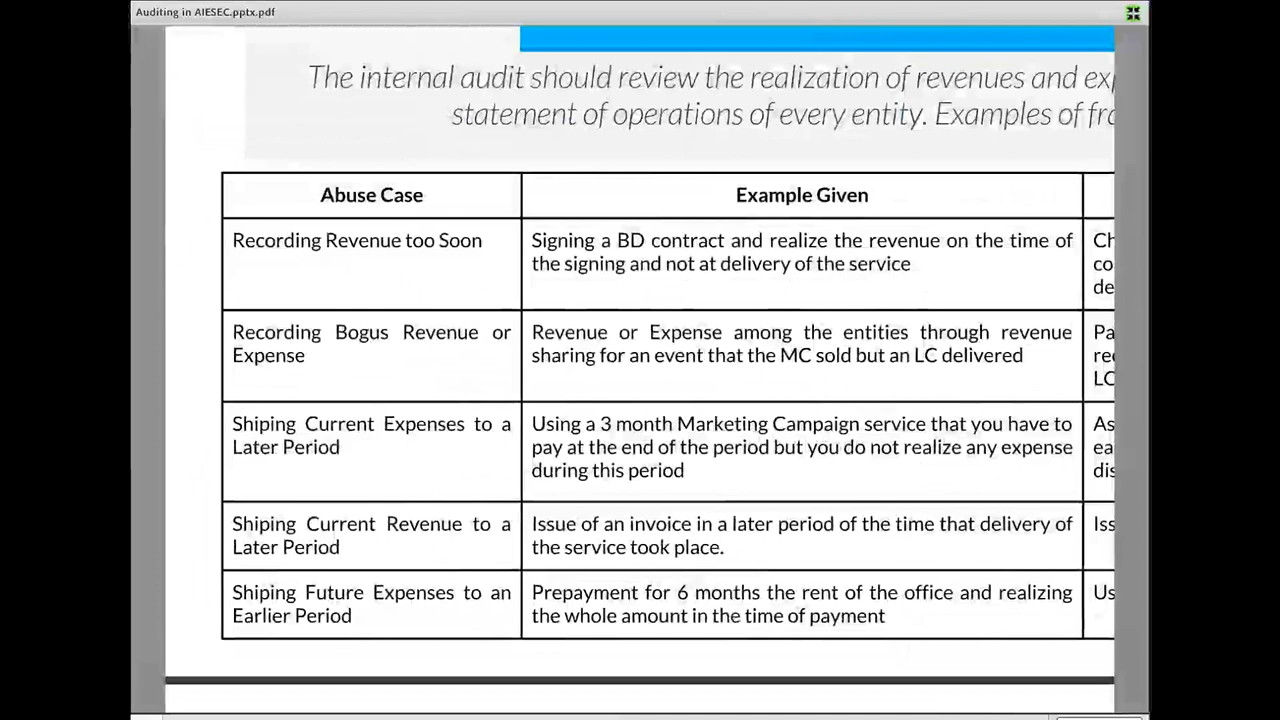 Auditing in AIESEC.pptx.pdf
The internal audit should review the realization of revenues and
statement of operations of every entity. Examples of
Abuse Case
Example Given
Recording Revenue too Soon
Signing a BD contract and realize the revenue on the time of
the signing and not at delivery of the service
Recording Bogus Revenue or
Expense
Revenue or Expense among the entities through revenue
sharing for an event that the MC sold but an LC delivered
LC
Shiping Current Expenses to a
Later Period
Using a 3 month Marketing Campaign service that you have to
pay at the end of the period but you do not realize any expense
during this period
As
Shiping Current Revenue to a
Later Period
Issue of an invoice in a later period of the time that delivery of
the service took place.
Shiping Future Expenses to an
Earlier Period
Prepayment for 6 months the rent of the office and realizing
the whole amount in the time of payment